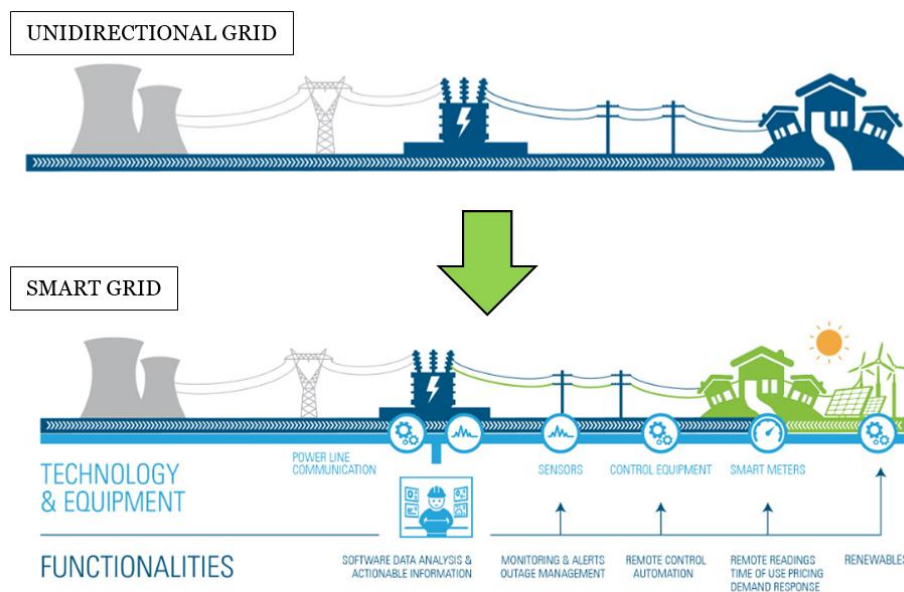 UNIDIRECTIONAL GRID
SMART GRID
TECHNOLOGY
& EQUIPMENT
POWER LINE
COMMUNICATION
SENSORS
CONTROL EQUIPMENT
SMART METERS
FUNCTIONALITIES
SOFTWARE DATA ANALYSIS &
ACTIONABLE INFORMATION
MONITORING & ALERTS
OUTAGE MANAGEMENT
REMOTE CONTROL
AUTOMATION
REMOTE READINGS
TIME OF USE PRICING
DEMAND RESPONSE
RENEWABLES